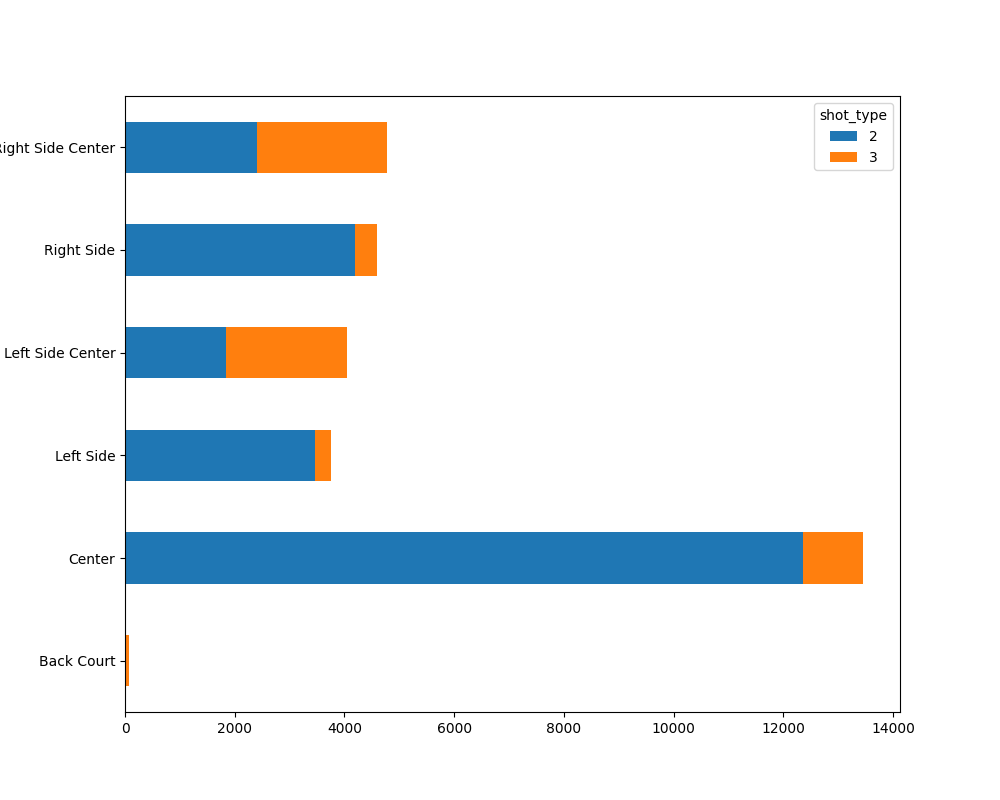 shot_type
2
3
Right Side Center
Right Side
Left Side Center
Left Side
Center
Back Court
0 2000 4000 6000 8000 10000 12000 14000